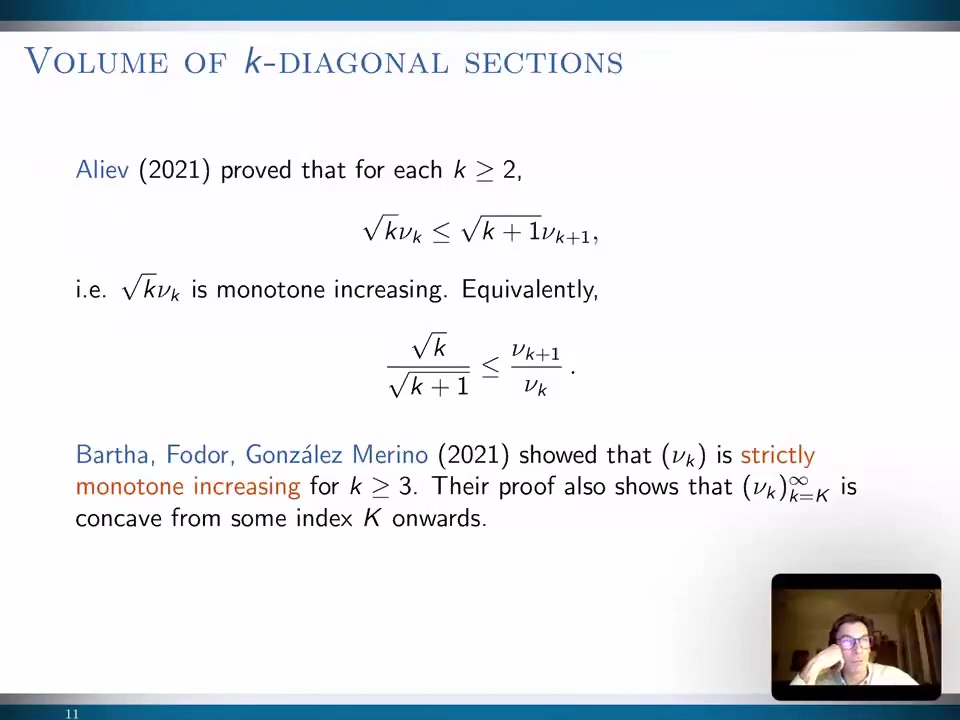 VOLUME OF k-DIAGONAL SECTIONS
Aliev (2021) proved that for each k ≥ 2,
√k ν_k ≤ √(k + 1) ν_{k+1},
i.e. √k ν_k is monotone increasing. Equivalently,
√k / √(k + 1) ≤ ν_{k+1} / ν_k .
Bartha, Fodor, González Merino (2021) showed that (ν_k) is strictly
monotone increasing for k ≥ 3. Their proof also shows that (ν_k)_{k=K}^∞ is
concave from some index K onwards.
11